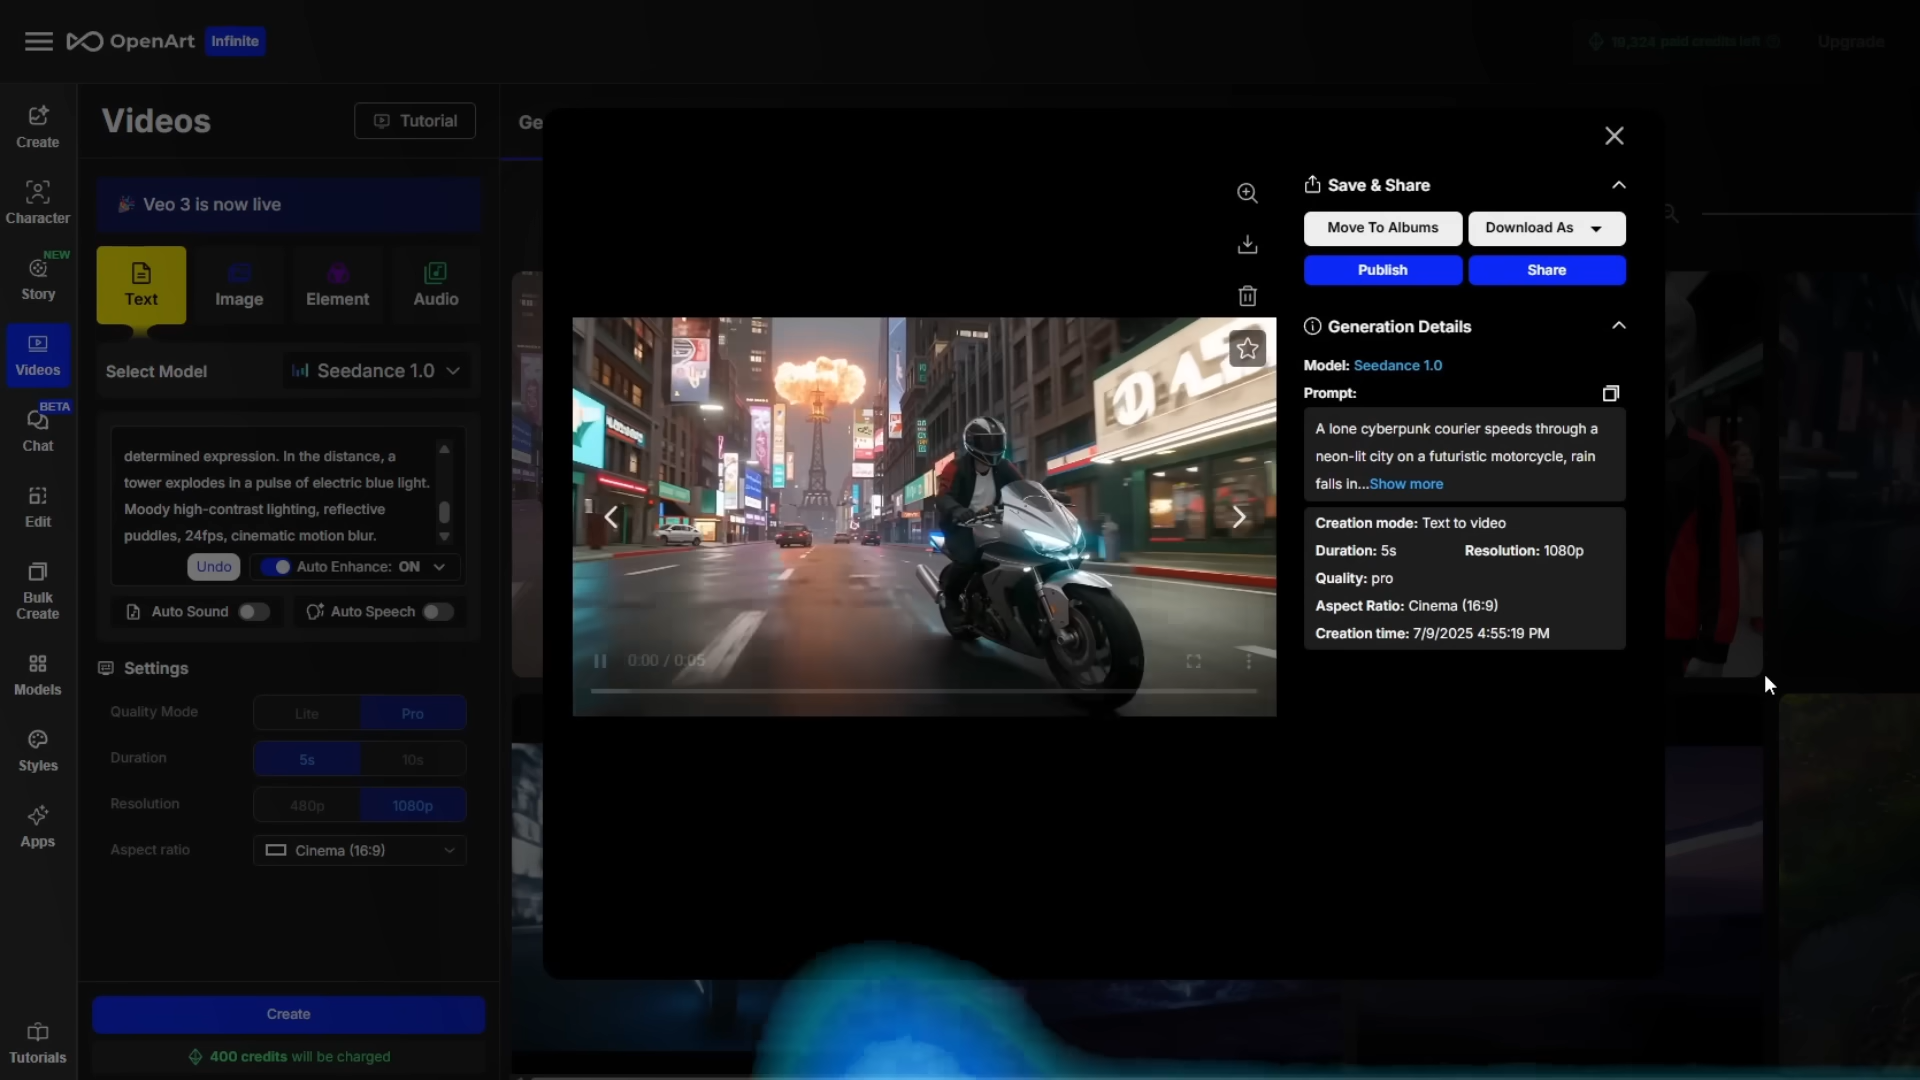 OpenArt Infinite
19,324 paid credits left
Upgrade
Create
Character
NEW
Story
Videos
BETA
Chat
Edit
Bulk
Create
Models
Styles
Apps
Tutorials
Videos
Tutorial
🎉 Veo 3 is now live
Text
Image
Element
Audio
Select Model
Seedance 1.0
determined expression. In the distance, a
tower explodes in a pulse of electric blue light.
Moody high-contrast lighting, reflective
puddles, 24fps, cinematic motion blur.
Undo
Auto Enhance: ON
Auto Sound
Auto Speech
Settings
Quality Mode
Lite
Pro
Duration
5s
10s
Resolution
480p
1080p
Aspect ratio
Cinema (16:9)
Create
400 credits will be charged
Ge
0:00 / 0:05
Save & Share
Move To Albums
Download As
Publish
Share
Generation Details
Model: Seedance 1.0
Prompt:
A lone cyberpunk courier speeds through a
neon-lit city on a futuristic motorcycle, rain
falls in...Show more
Creation mode: Text to video
Duration: 5s
Resolution: 1080p
Quality: pro
Aspect Ratio: Cinema (16:9)
Creation time: 7/9/2025 4:55:19 PM